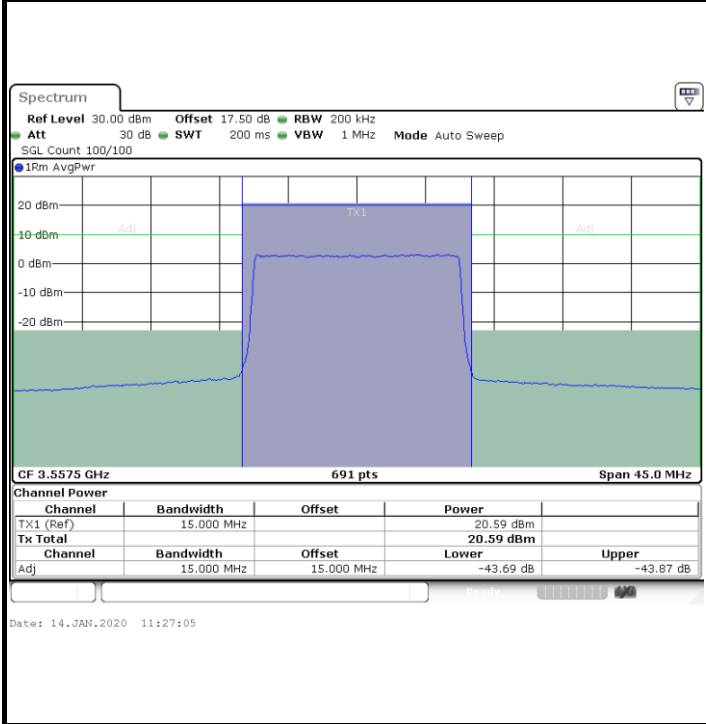 Spectrum
Ref Level 30.00 dBm Offset 17.50 dB RBW 200 kHz
Att 30 dB SWT 200 ms VBW 1 MHz Mode Auto Sweep
SGL Count 100/100
1Rm AvgPwr
TX1
20 dBm
Adj Adj
10 dBm
0 dBm
-10 dBm
-20 dBm
CF 3.5575 GHz 691 pts Span 45.0 MHz
Channel Power
Channel Bandwidth Offset Power
TX1 (Ref) 15.000 MHz 20.59 dBm
Tx Total 20.59 dBm
Channel Bandwidth Offset Lower Upper
Adj 15.000 MHz 15.000 MHz -43.69 dB -43.87 dB
Ready
Date: 14.JAN.2020 11:27:05